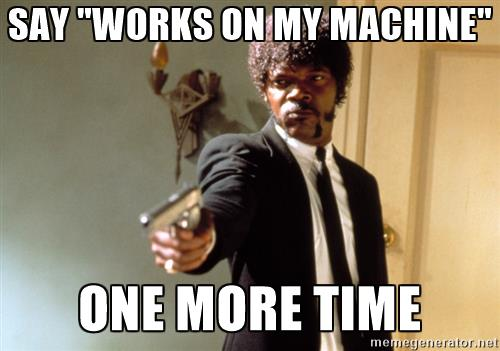 SAY "WORKS ON MY MACHINE"
ONE MORE TIME
memegenerator.net